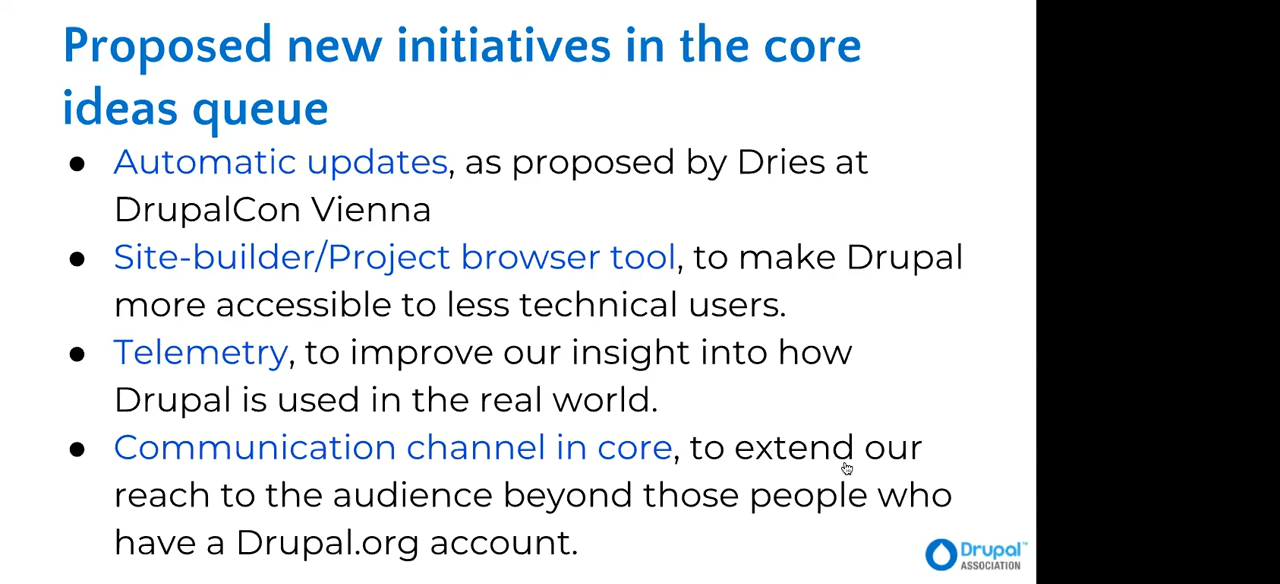 Proposed new initiatives in the core
ideas queue
● Automatic updates, as proposed by Dries at
DrupalCon Vienna
● Site-builder/Project browser tool, to make Drupal
more accessible to less technical users.
● Telemetry, to improve our insight into how
Drupal is used in the real world.
● Communication channel in core, to extend our
reach to the audience beyond those people who
have a Drupal.org account.
Drupal™
ASSOCIATION